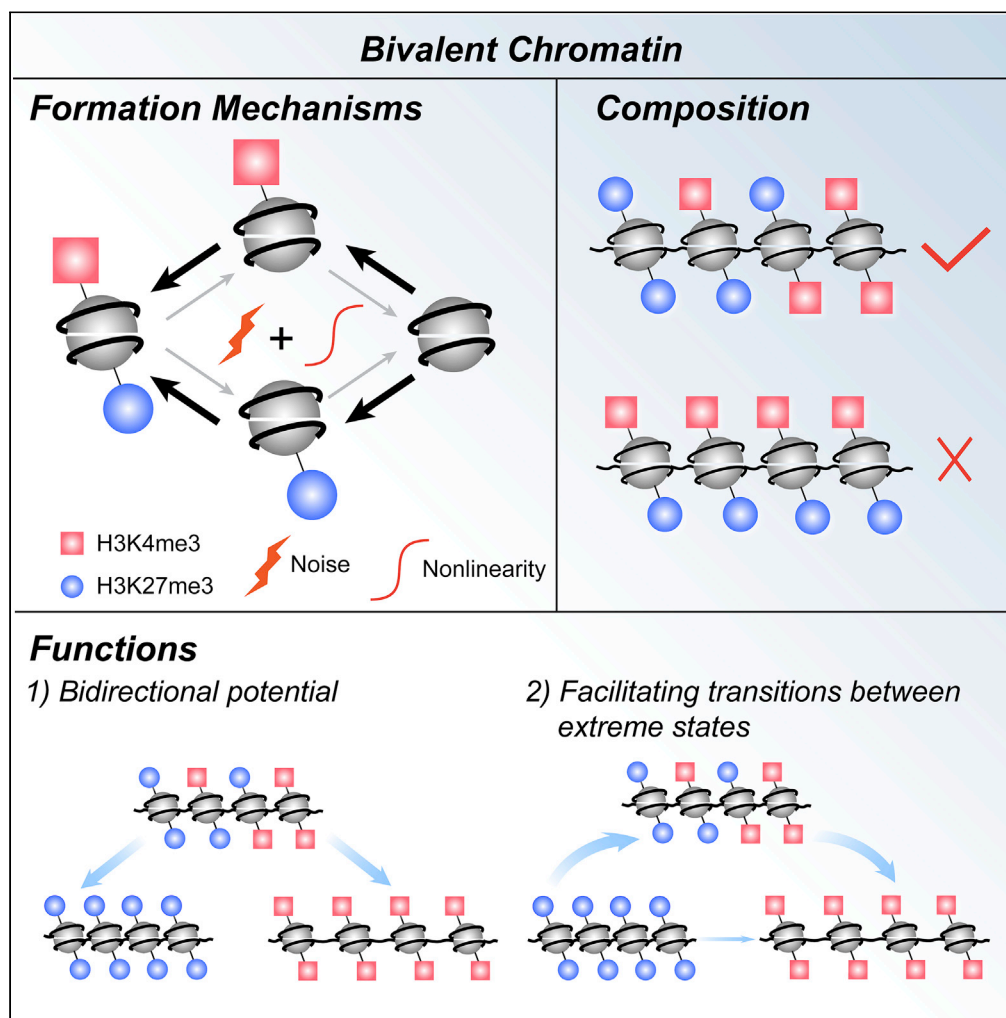 Bivalent Chromatin
Formation Mechanisms
+
H3K4me3
H3K27me3
Noise
Nonlinearity
Composition
Functions
1) Bidirectional potential
2) Facilitating transitions between
extreme states